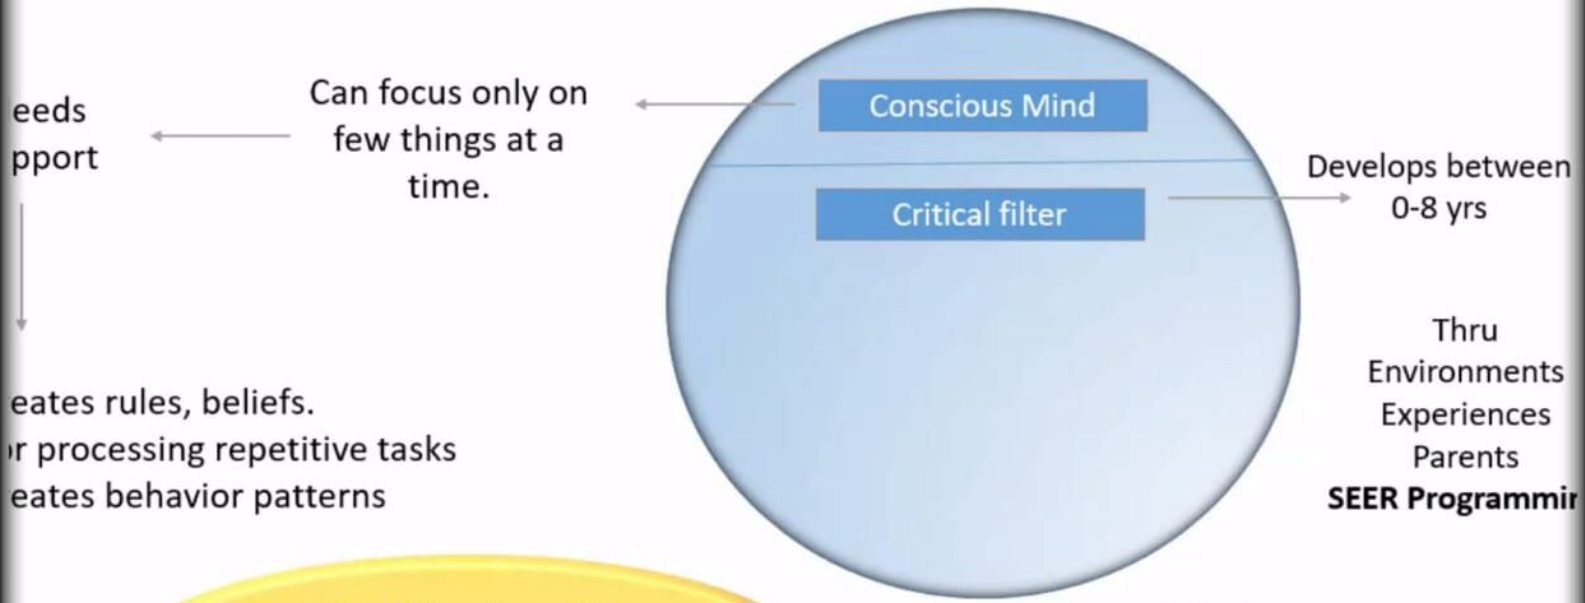 Conscious Mind
Can focus only on
few things at a
time.
eeds
pport
Critical filter
Develops between
0-8 yrs
eates rules, beliefs.
r processing repetitive tasks
eates behavior patterns
Thru
Environments
Experiences
Parents
SEER Programmin